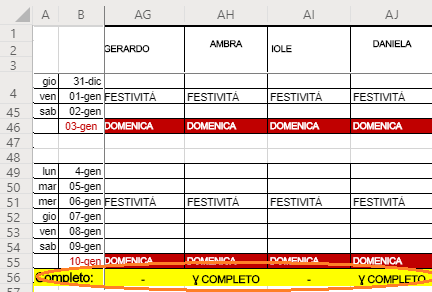 A B AG AH AI AJ
1
2 GERARDO AMBRA IOLE DANIELA
3
gio 31-dic
4 ven 01-gen FESTIVITÀ FESTIVITÀ FESTIVITÀ FESTIVITÀ
45 sab 02-gen
46 03-gen DOMENICA DOMENICA DOMENICA DOMENICA
47
48
49 lun 4-gen
50 mar 05-gen
51 mer 06-gen FESTIVITÀ FESTIVITÀ FESTIVITÀ FESTIVITÀ
52 gio 07-gen
53 ven 08-gen
54 sab 09-gen
55 10-gen DOMENICA DOMENICA DOMENICA DOMENICA
56 Completo: - Ɣ COMPLETO - Ɣ COMPLETO
57